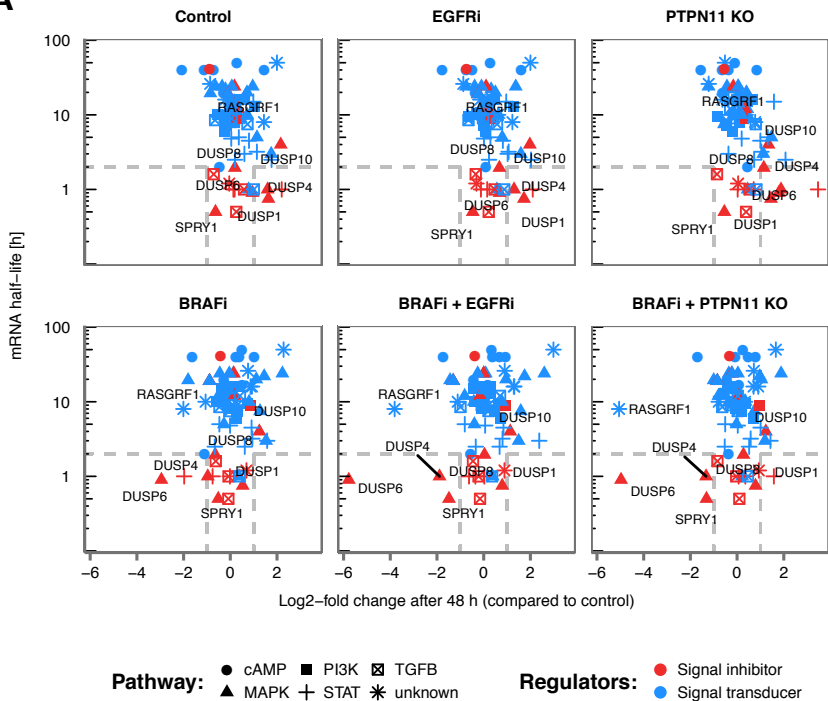 A
Control
EGFRi
PTPN11 KO
100
10
1
RASGRF1
DUSP8
DUSP10
DUSP6
DUSP4
SPRY1
DUSP1
RASGRF1
DUSP8
DUSP10
DUSP4
DUSP6
SPRY1
DUSP1
RASGRF1
DUSP10
DUSP8
DUSP4
DUSP6
SPRY1
DUSP1
mRNA half−life [h]
BRAFi
BRAFi + EGFRi
BRAFi + PTPN11 KO
100
10
1
RASGRF1
DUSP10
DUSP8
DUSP4
DUSP1
DUSP6
SPRY1
RASGRF1
DUSP10
DUSP4
DUSP8
DUSP1
DUSP6
SPRY1
RASGRF1
DUSP10
DUSP4
DUSP8
DUSP1
DUSP6
SPRY1
−6 −4 −2 0 2
−6 −4 −2 0 2
−6 −4 −2 0 2
Log2−fold change after 48 h (compared to control)
Pathway: cAMP PI3K TGFB
MAPK STAT unknown
Regulators: Signal inhibitor
Signal transducer